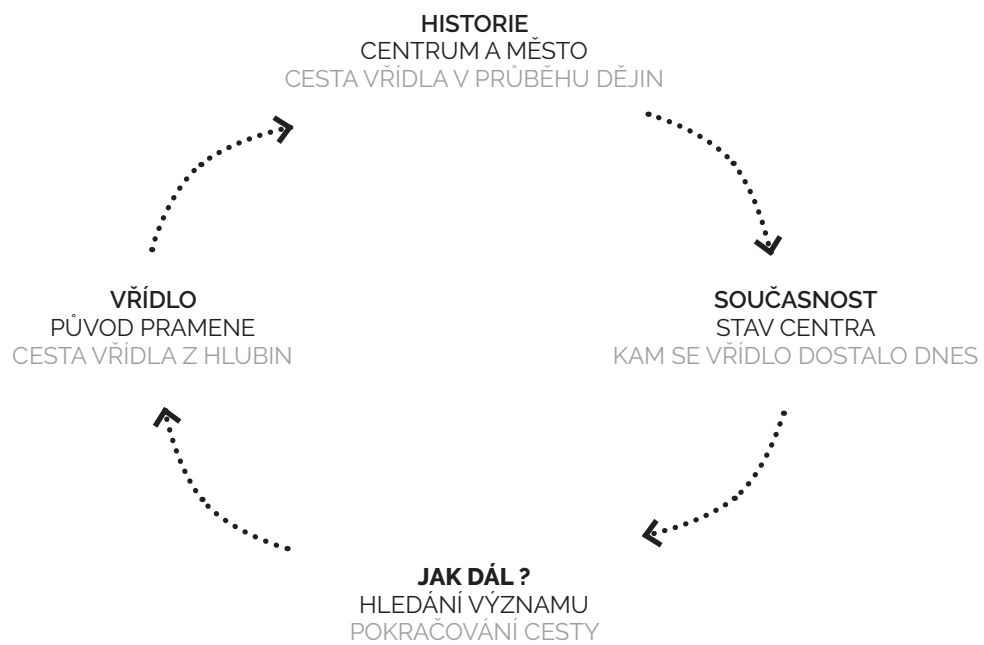 HISTORIE
CENTRUM A MĚSTO
CESTA VŘÍDLA V PRŮBĚHU DĚJIN
VŘÍDLO
PŮVOD PRAMENE
CESTA VŘÍDLA Z HLUBIN
SOUČASNOST
STAV CENTRA
KAM SE VŘÍDLO DOSTALO DNES
JAK DÁL ?
HLEDÁNÍ VÝZNAMU
POKRAČOVÁNÍ CESTY